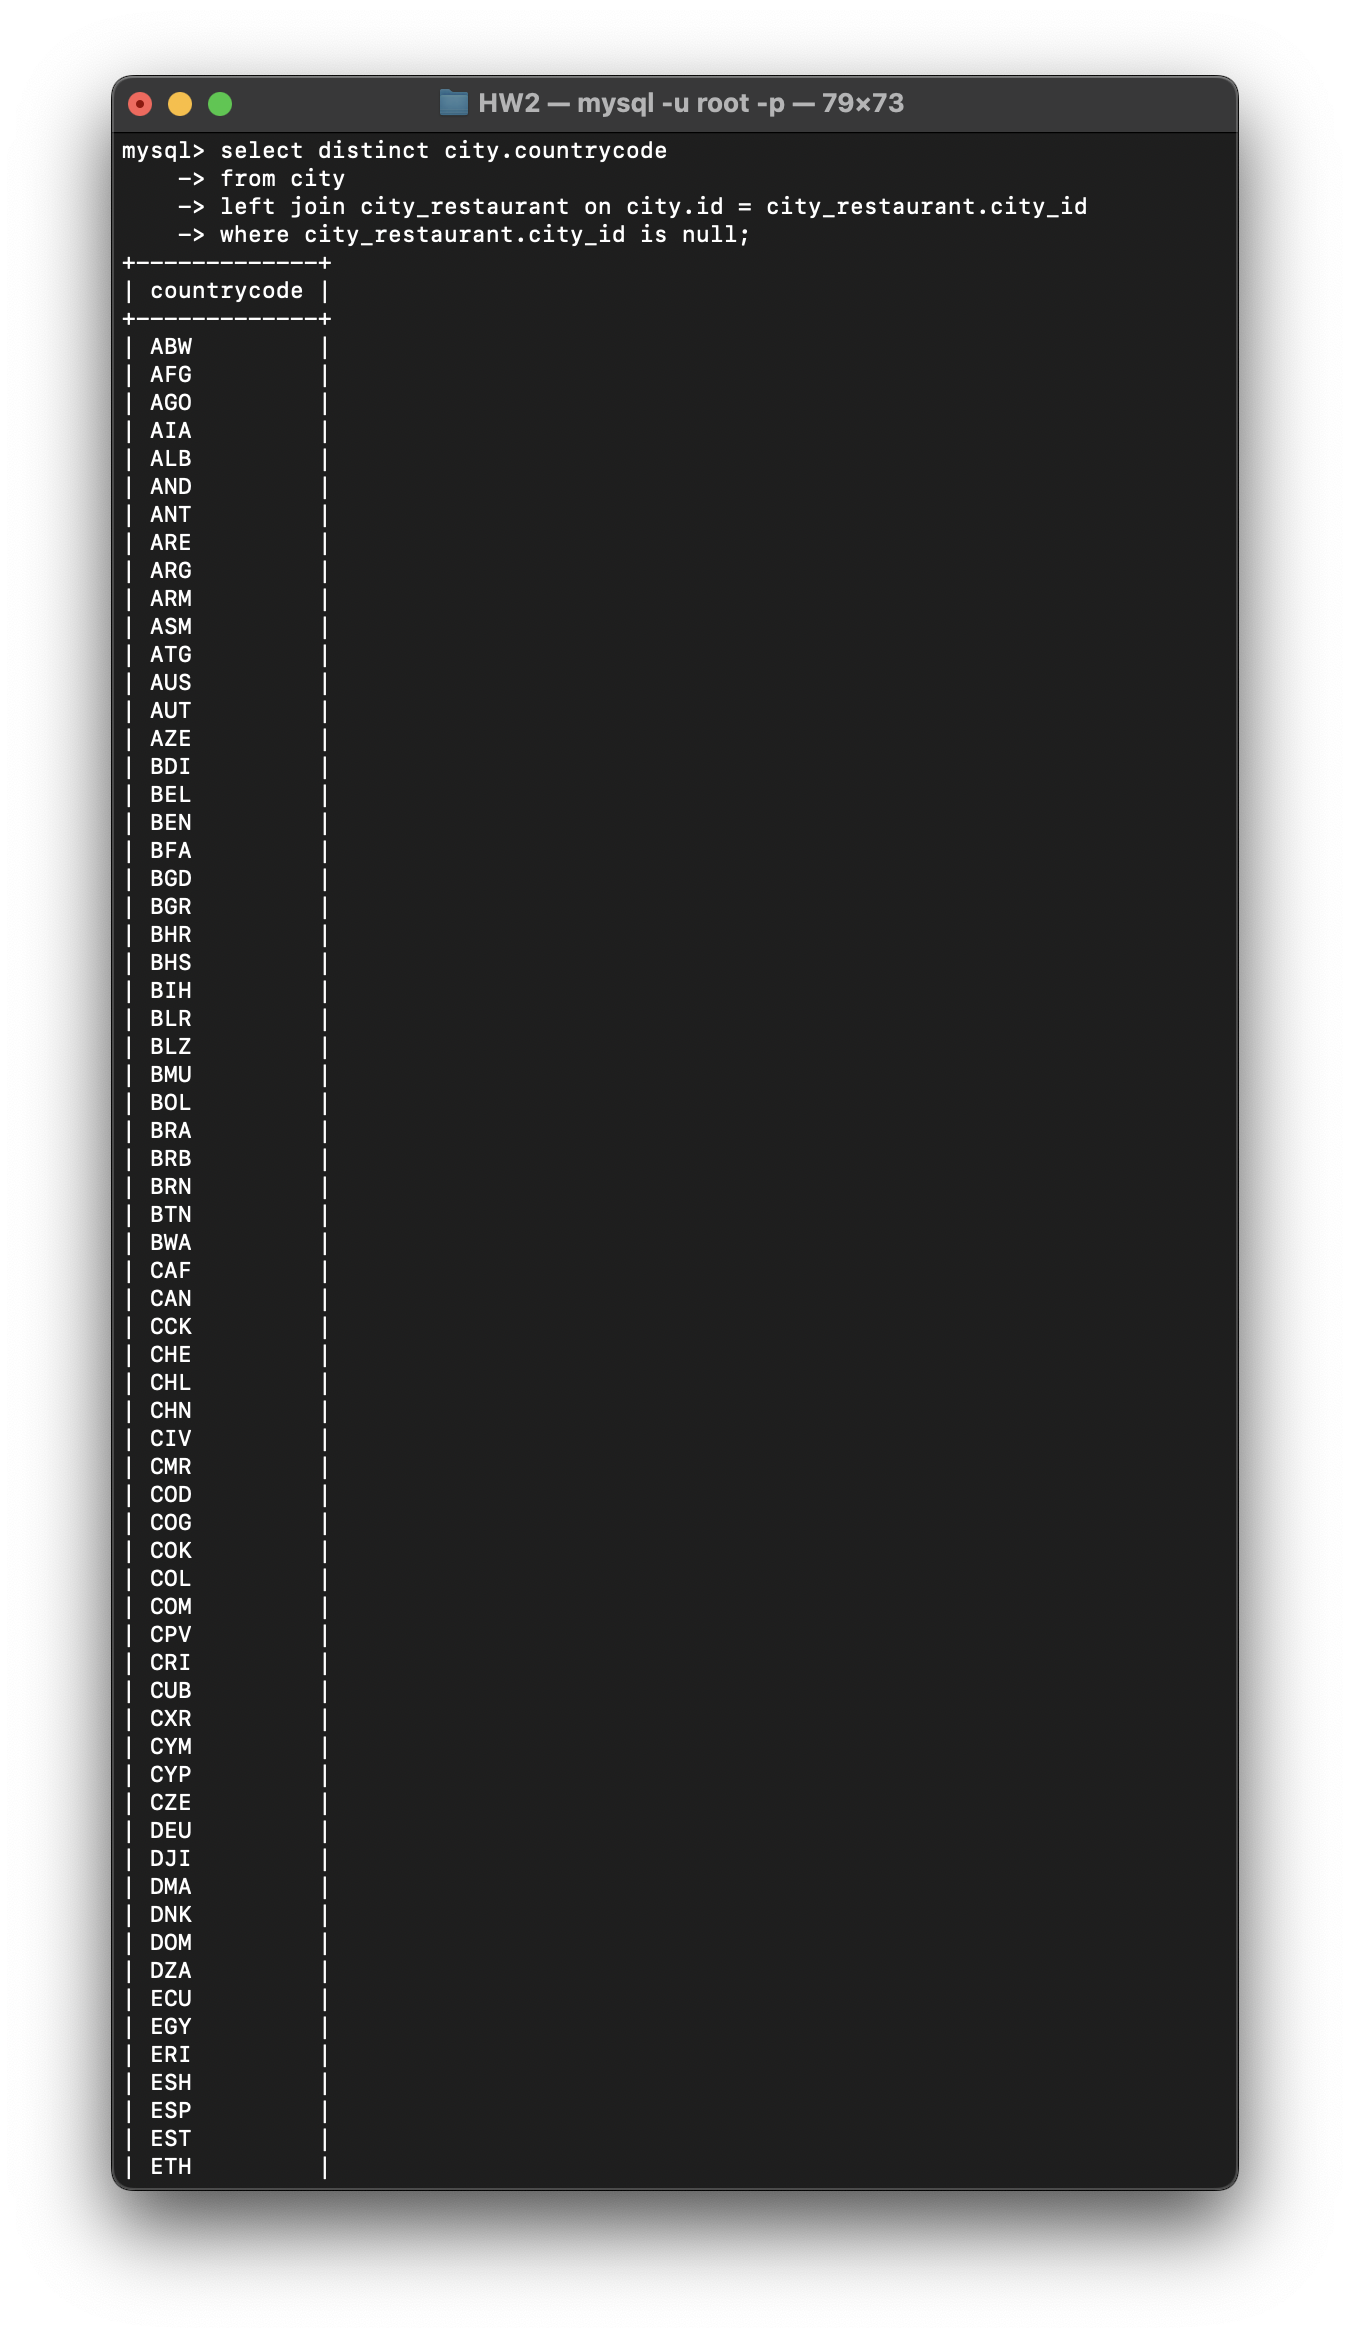 HW2 — mysql -u root -p — 79×73
mysql> select distinct city.countrycode
    -> from city
    -> left join city_restaurant on city.id = city_restaurant.city_id
    -> where city_restaurant.city_id is null;
+-------------+
| countrycode |
+-------------+
| ABW         |
| AFG         |
| AGO         |
| AIA         |
| ALB         |
| AND         |
| ANT         |
| ARE         |
| ARG         |
| ARM         |
| ASM         |
| ATG         |
| AUS         |
| AUT         |
| AZE         |
| BDI         |
| BEL         |
| BEN         |
| BFA         |
| BGD         |
| BGR         |
| BHR         |
| BHS         |
| BIH         |
| BLR         |
| BLZ         |
| BMU         |
| BOL         |
| BRA         |
| BRB         |
| BRN         |
| BTN         |
| BWA         |
| CAF         |
| CAN         |
| CCK         |
| CHE         |
| CHL         |
| CHN         |
| CIV         |
| CMR         |
| COD         |
| COG         |
| COK         |
| COL         |
| COM         |
| CPV         |
| CRI         |
| CUB         |
| CXR         |
| CYM         |
| CYP         |
| CZE         |
| DEU         |
| DJI         |
| DMA         |
| DNK         |
| DOM         |
| DZA         |
| ECU         |
| EGY         |
| ERI         |
| ESH         |
| ESP         |
| EST         |
| ETH         |